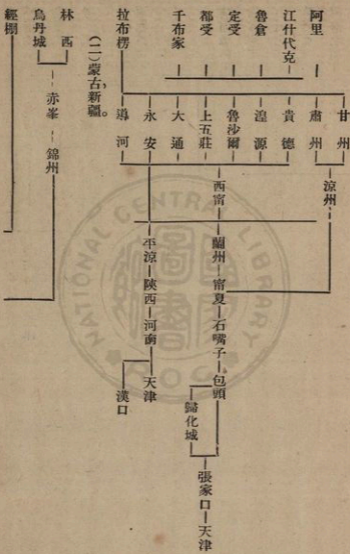 阿里
江什代克
魯倉
定受
都受
千布家
拉布楞
甘州
肅州
貴德
湟源
魯沙爾
上五莊
大通
永安
導河
涼州
西甯—蘭州—甯夏—石嘴子—包頭
歸化城
張家口—天津
平涼—陝西—河南—天津
漢口
(二)蒙古,新疆。
林西
烏丹城
赤峯—錦州
經棚
NATIONAL CENTRAL LIBRARY